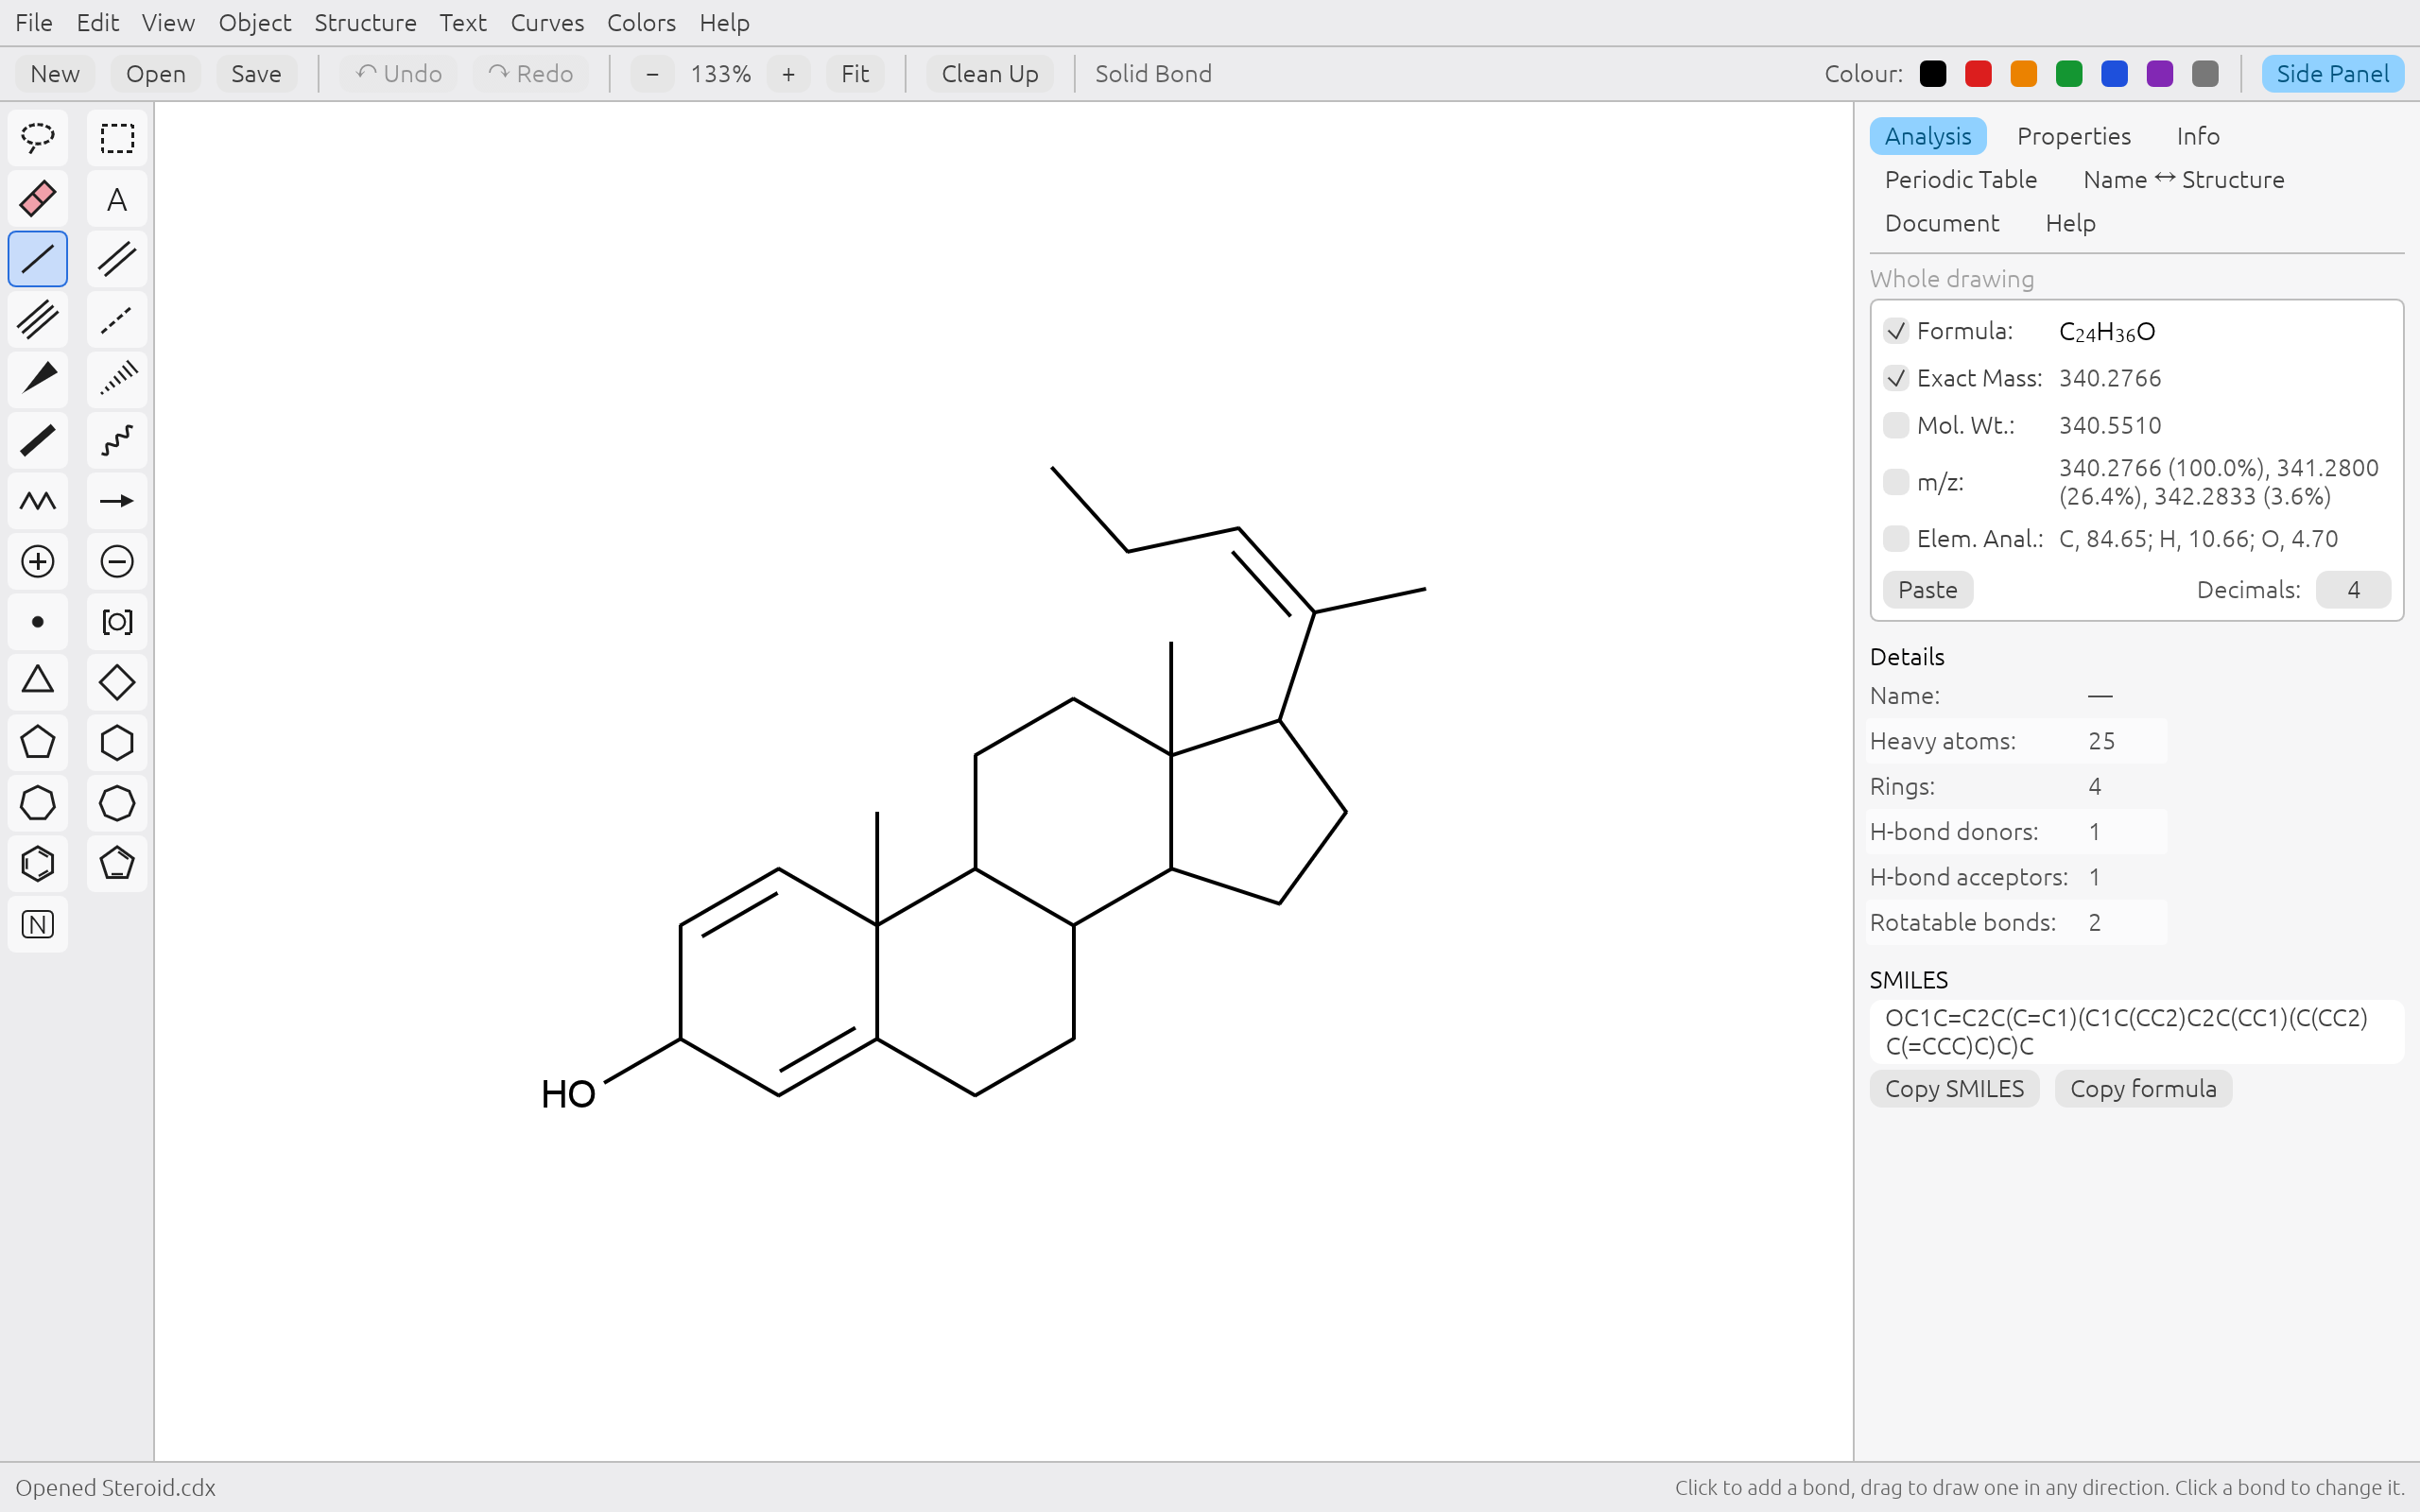 File Edit View Object Structure Text Curves Colors Help
New Open Save ↶ Undo ↷ Redo − 133% + Fit Clean Up Solid Bond Colour: Side Panel
A
N
Analysis Properties Info
Periodic Table Name ↔ Structure
Document Help
Whole drawing
Formula: C₂₄H₃₆O
Exact Mass: 340.2766
Mol. Wt.: 340.5510
m/z: 340.2766 (100.0%), 341.2800
(26.4%), 342.2833 (3.6%)
Elem. Anal.: C, 84.65; H, 10.66; O, 4.70
Paste Decimals: 4
Details
Name: —
Heavy atoms: 25
Rings: 4
H-bond donors: 1
H-bond acceptors: 1
Rotatable bonds: 2
SMILES
OC1C=C2C(C=C1)(C1C(CC2)C2C(CC1)(C(CC2)
C(=CCC)C)C)C
Copy SMILES Copy formula
HO
Opened Steroid.cdx
Click to add a bond, drag to draw one in any direction. Click a bond to change it.